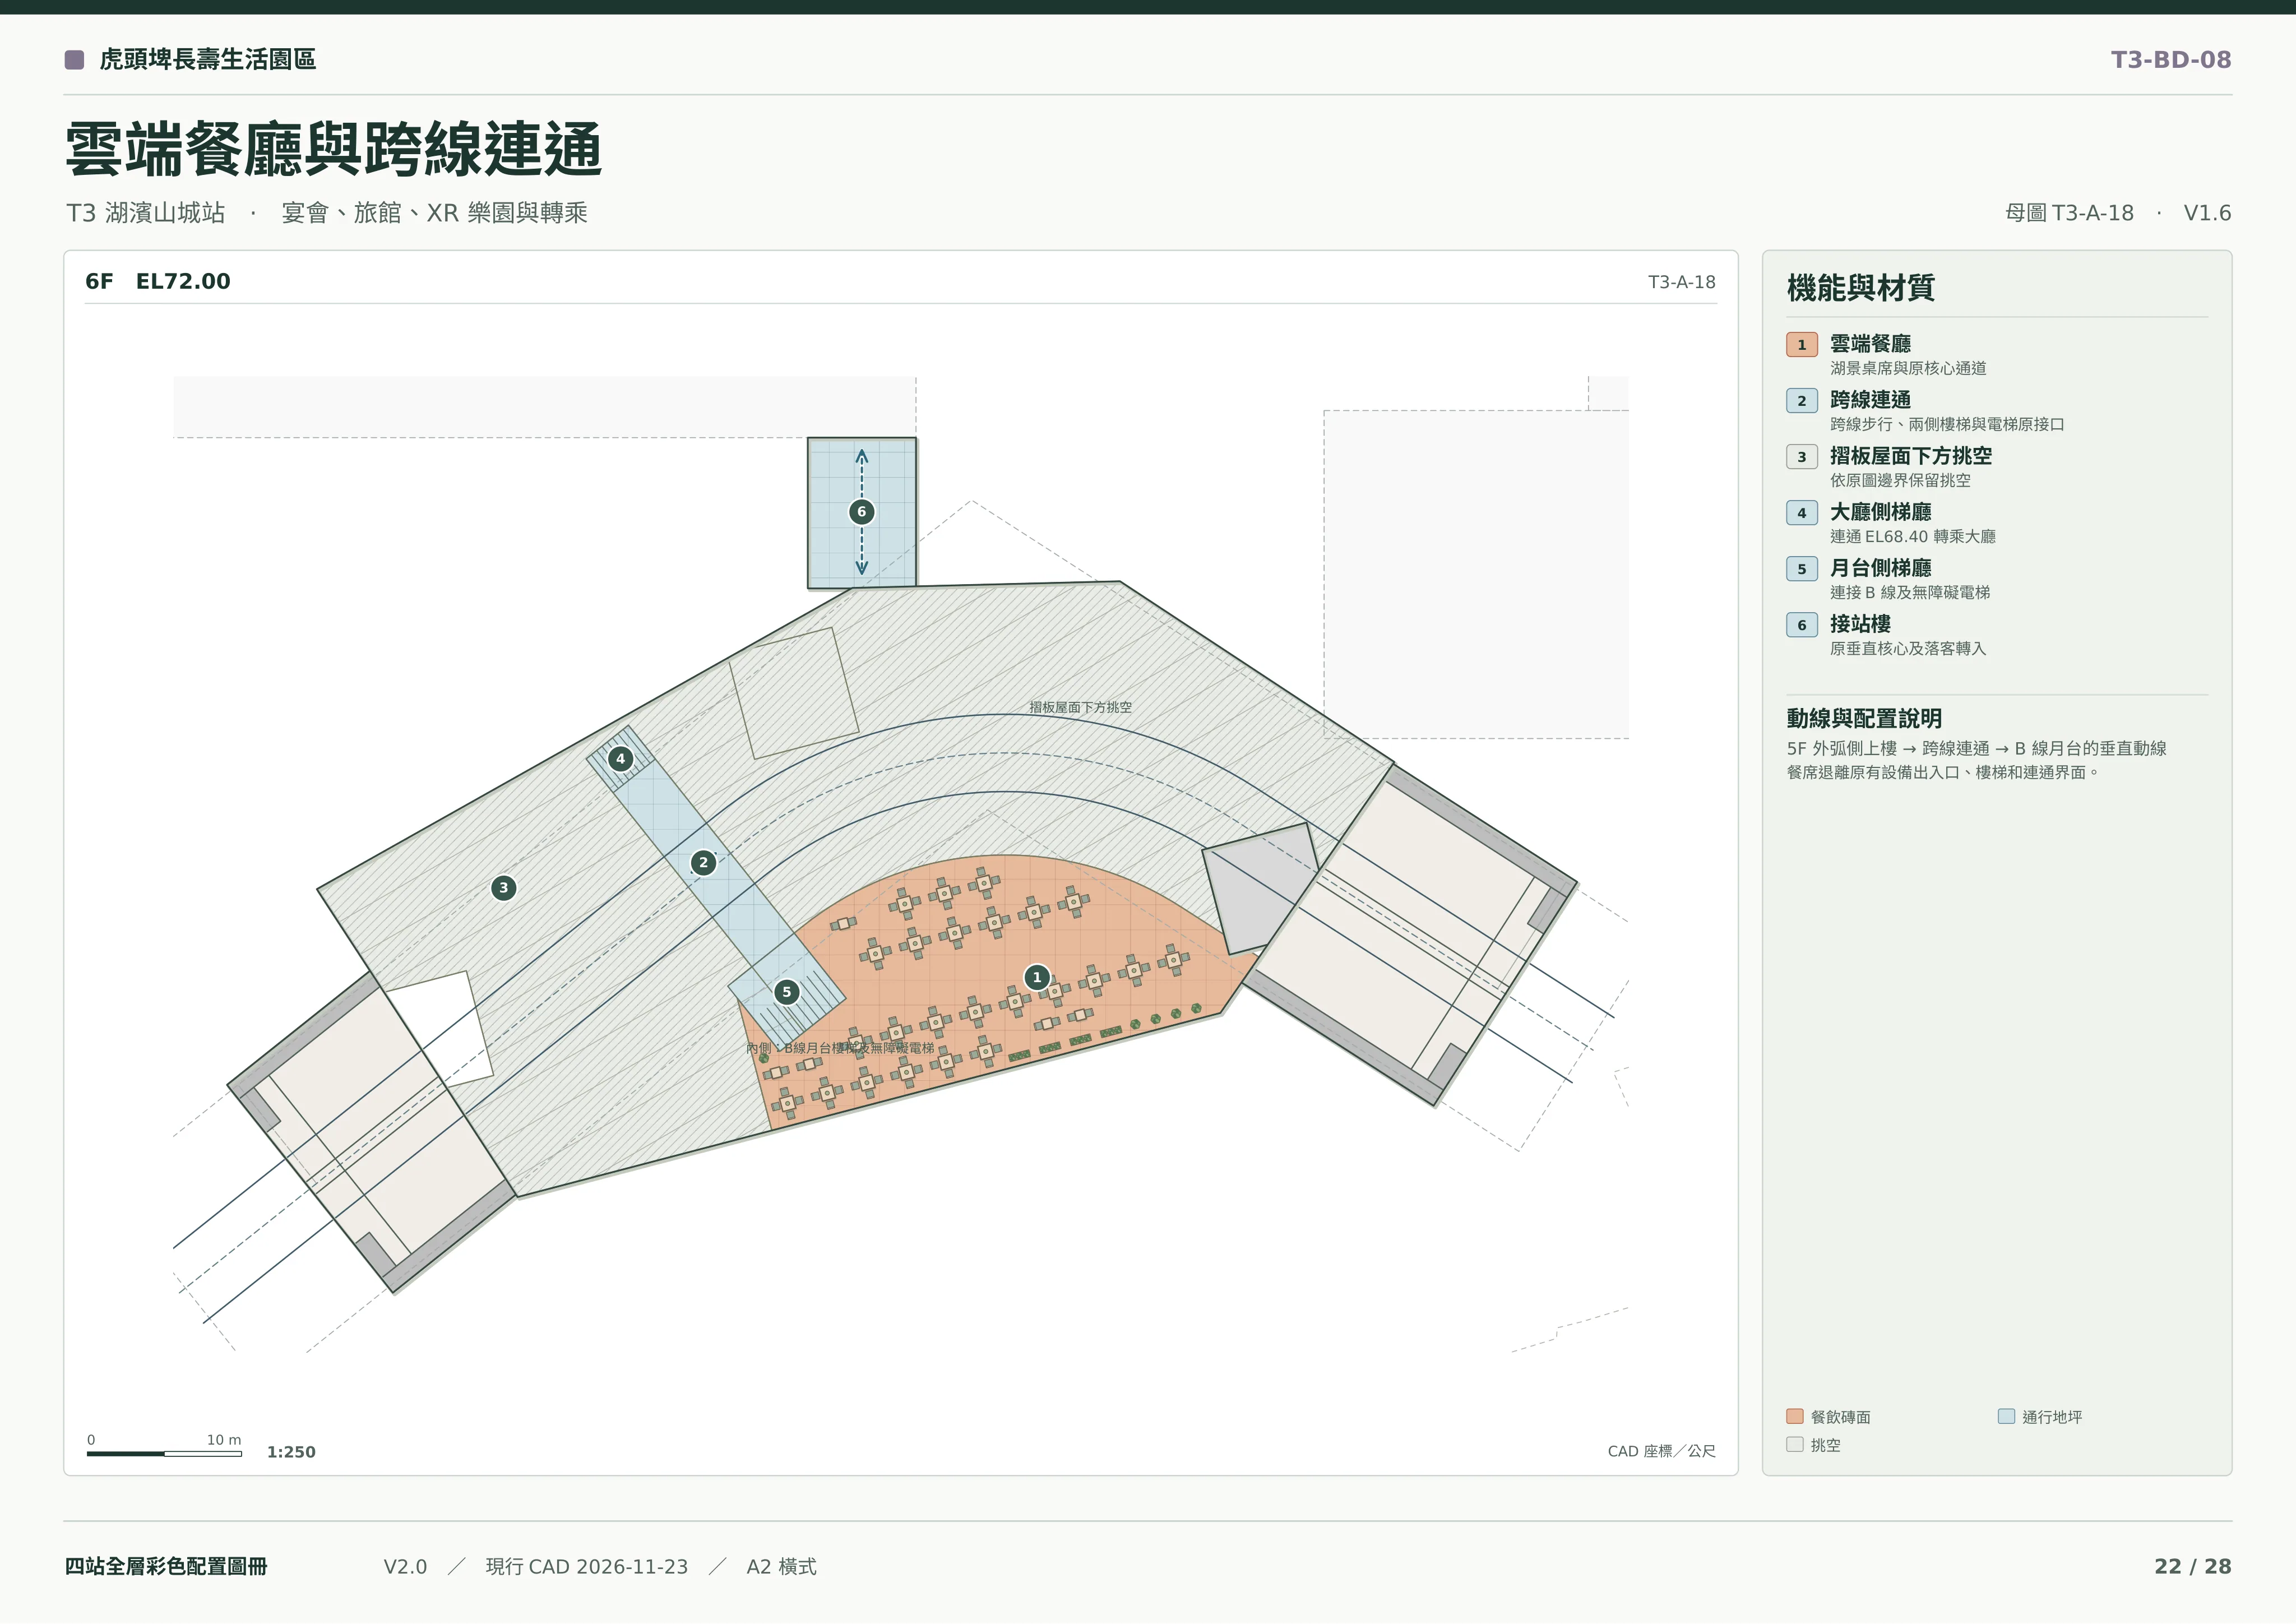 虎頭埤長壽生活園區
T3-BD-08
雲端餐廳與跨線連通
T3 湖濱山城站 · 宴會、旅館、XR 樂園與轉乘
母圖 T3-A-18 · V1.6
6F EL72.00
T3-A-18
6
摺板屋面下方挑空
4
2
3
1
5
內側：B線月台樓梯及無障礙電梯
0 10 m 1:250
CAD 座標／公尺
機能與材質
1 雲端餐廳
湖景桌席與原核心通道
2 跨線連通
跨線步行、兩側樓梯與電梯原接口
3 摺板屋面下方挑空
依原圖邊界保留挑空
4 大廳側梯廳
連通 EL68.40 轉乘大廳
5 月台側梯廳
連接 B 線及無障礙電梯
6 接站樓
原垂直核心及落客轉入
動線與配置說明
5F 外弧側上樓 → 跨線連通 → B 線月台的垂直動線
餐席退離原有設備出入口、樓梯和連通界面。
餐飲磚面 通行地坪
挑空
四站全層彩色配置圖冊
V2.0 ／ 現行 CAD 2026-11-23 ／ A2 橫式
22 / 28